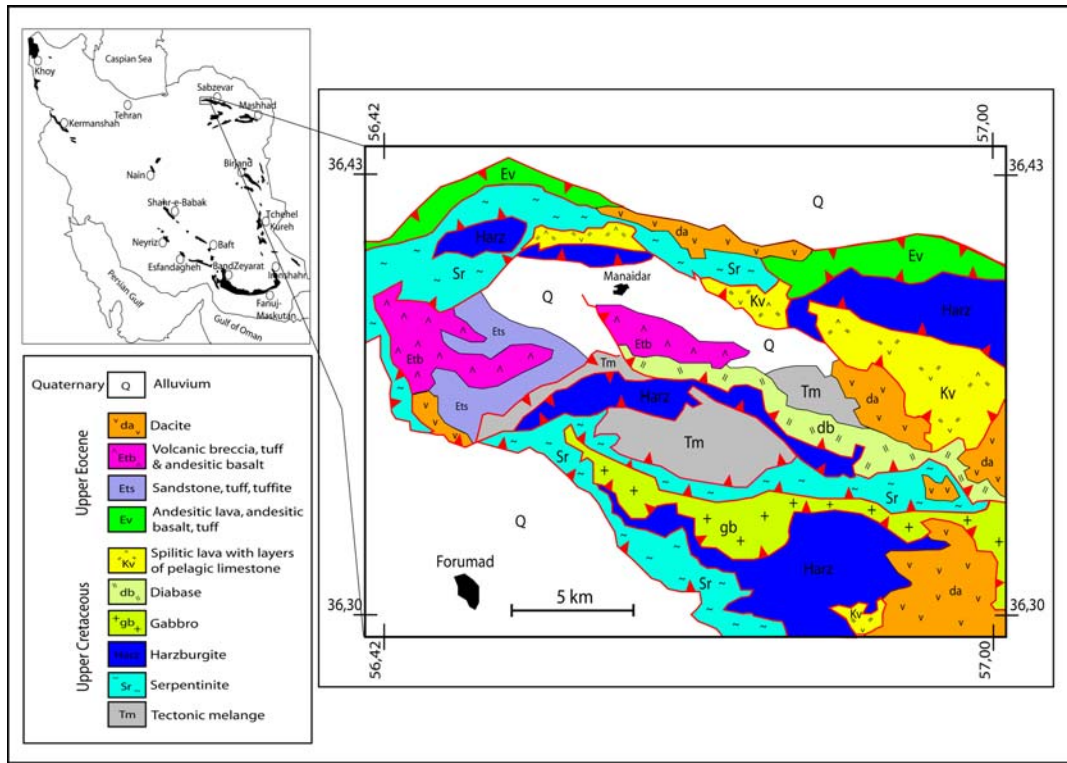 Caspian Sea
Khoy
Sabzevar
Tehran
Mashhad
Kermanshah
Birjand
Nain
Shahr-e-Babak
Tchehel
Kureh
Neyriz
Baft
Esfandagheh
BandZeyarat
Iranshahr
Persian Gulf
Fanuj-
Maskutan
Gulf of Oman
Quaternary
Q Alluvium
Upper Eocene
da Dacite
Etb Volcanic breccia, tuff
& andesitic basalt
Ets Sandstone, tuff, tuffite
Ev Andesitic lava, andesitic
basalt, tuff
Upper Cretaceous
Kv Spilitic lava with layers
of pelagic limestone
db Diabase
gb Gabbro
Harz Harzburgite
Sr Serpentinite
Tm Tectonic melange
56,42
57,00
36,43
36,43
Ev
Q
da
Harz
Sr
Ev
Sr
Manaidar
Q
Kv
Harz
Ets
Etb
Q
Etb
Tm
Tm
Kv
Harz
da
Ets
db
Tm
Sr
da
Sr
gb
Harz
Q
Forumad
Sr
da
5 km
Kv
36,30
36,30
56,42
57,00